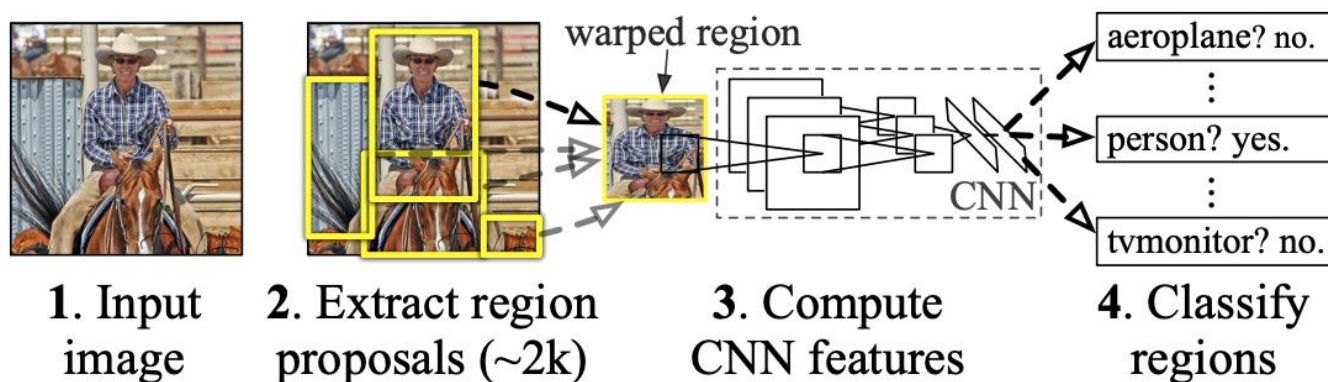 warped region
aeroplane? no.
person? yes.
CNN
tvmonitor? no.
1. Input
image
2. Extract region
proposals (~2k)
3. Compute
CNN features
4. Classify
regions